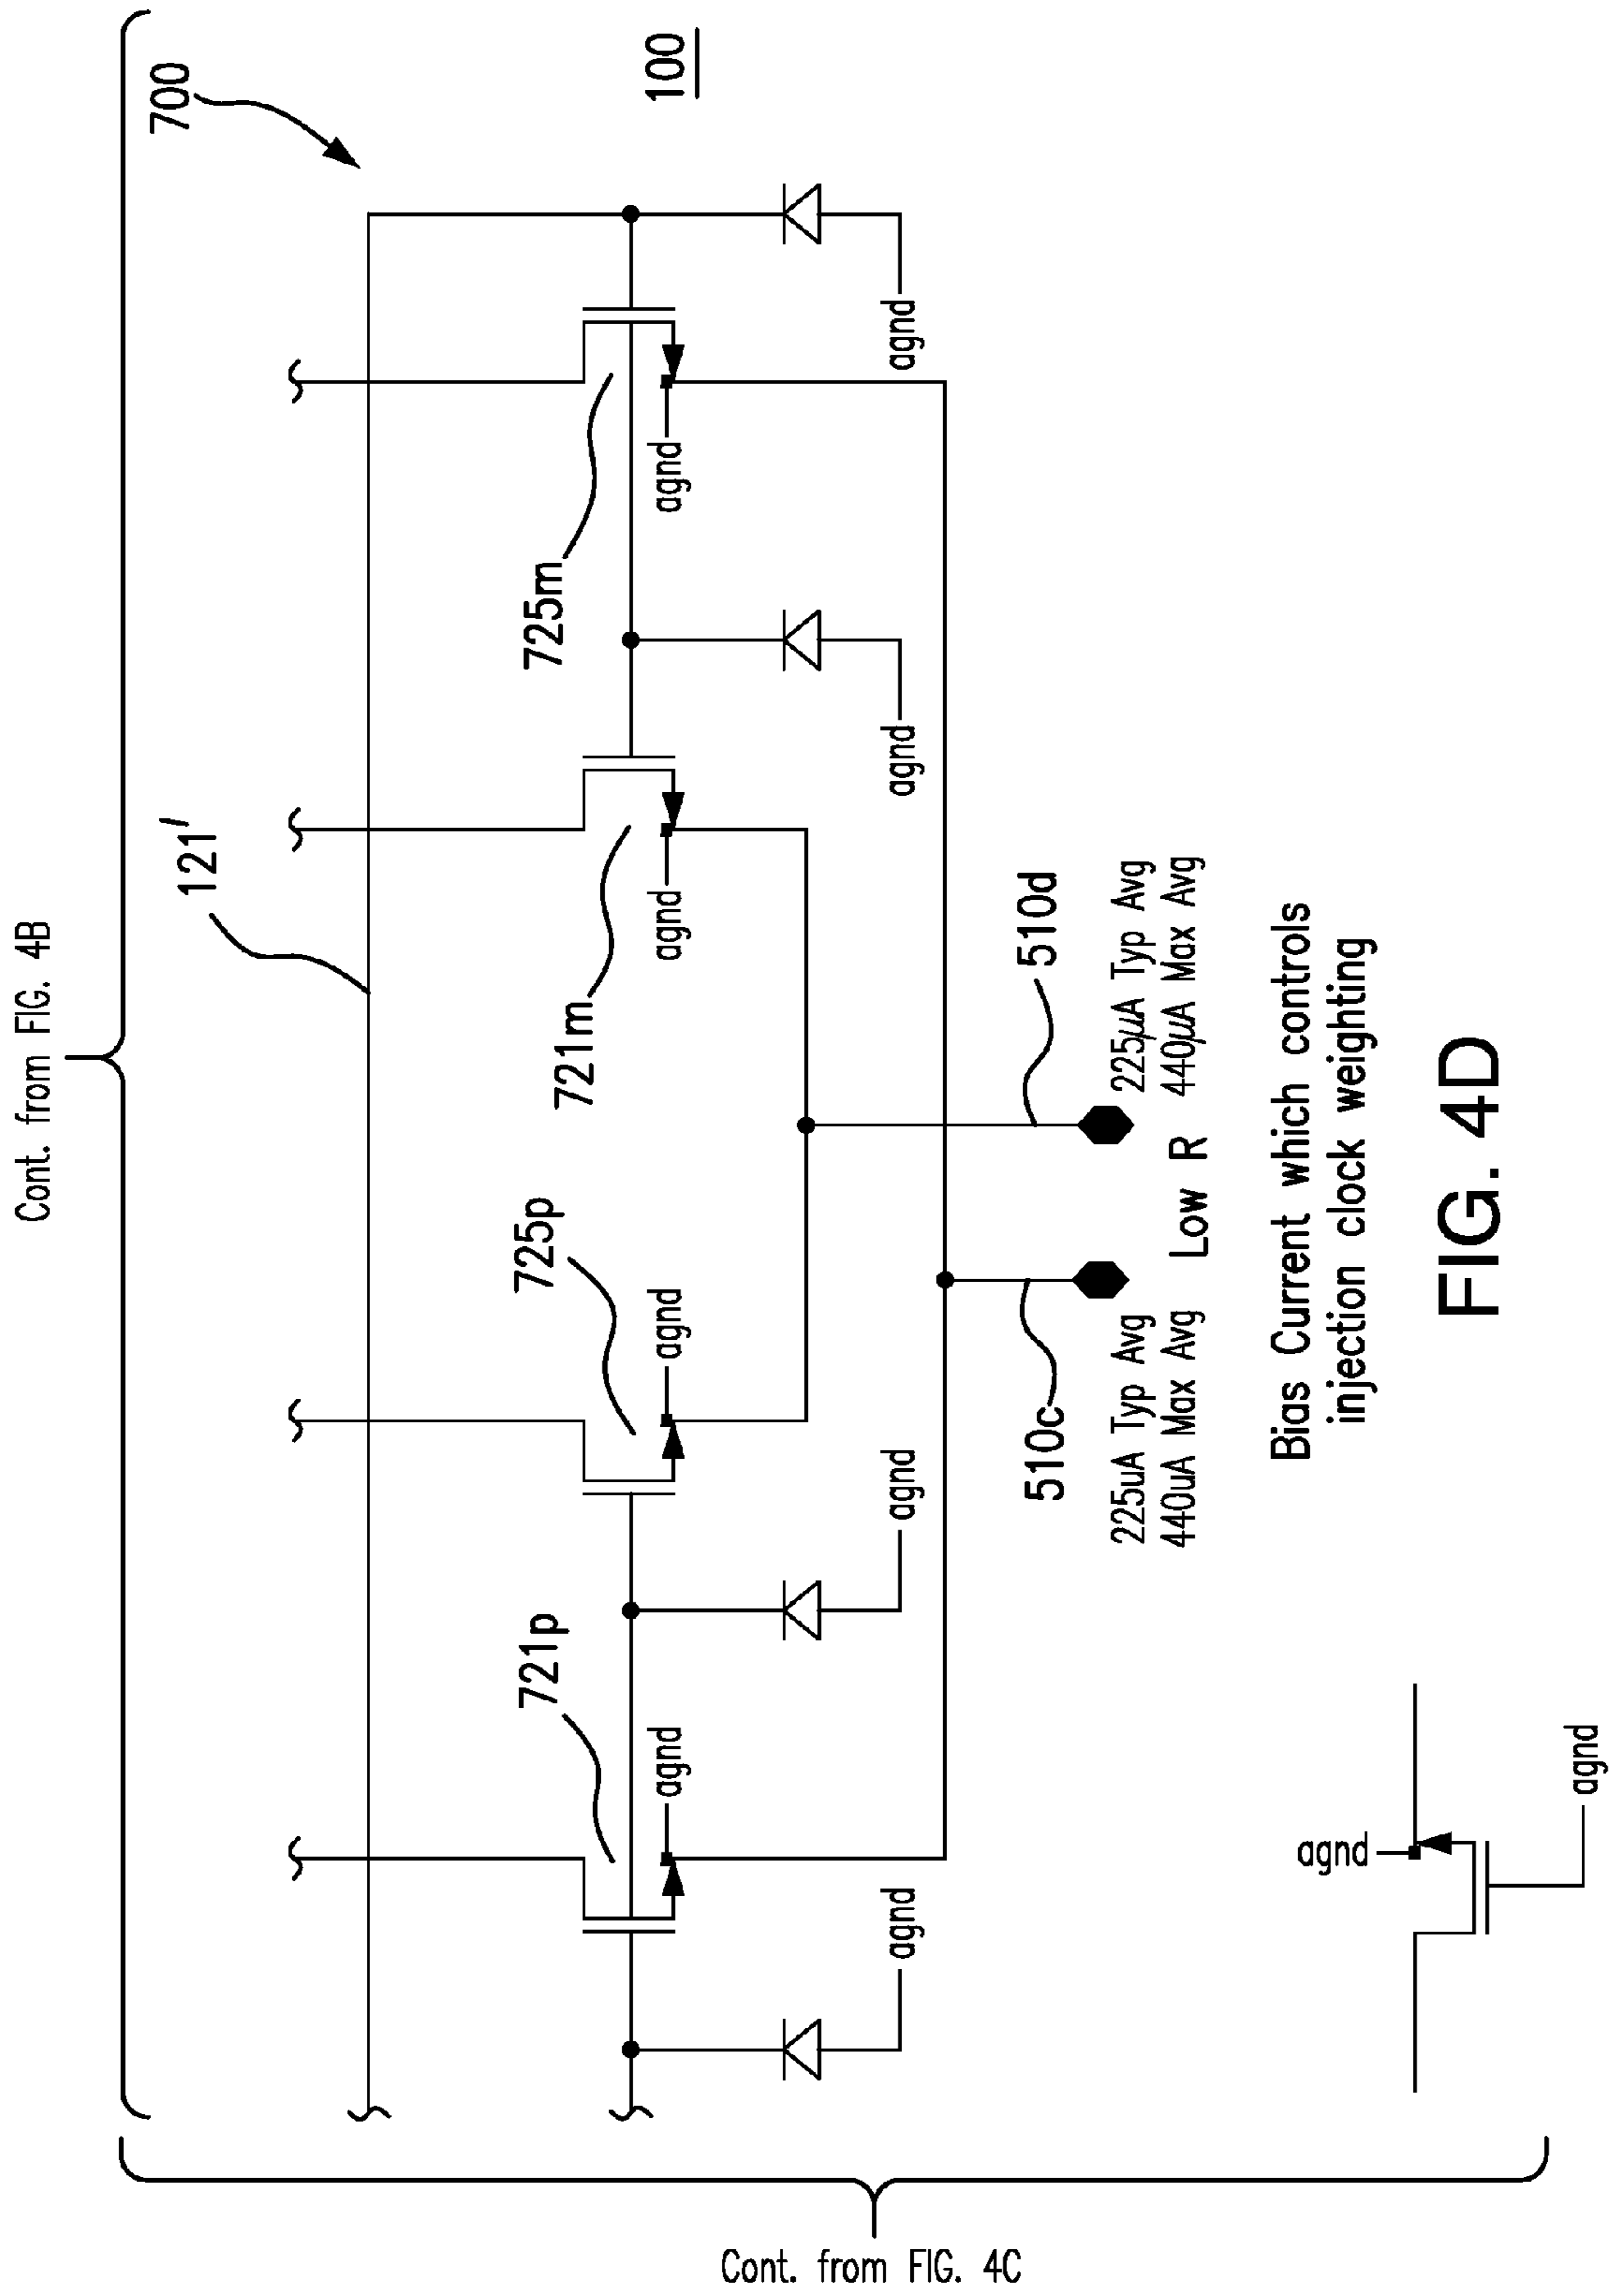 Cont. from FIG. 4B
Cont. from FIG. 4C
700
100
121'
721p
725p
721m
725m
agnd
agnd
agnd
agnd
agnd
agnd
agnd
agnd
510c
510d
225uA Typ Avg
440uA Max Avg
Low R
225µA Typ Avg
440µA Max Avg
Bias Current which controls
injection clock weighting
agnd
agnd
FIG. 4D